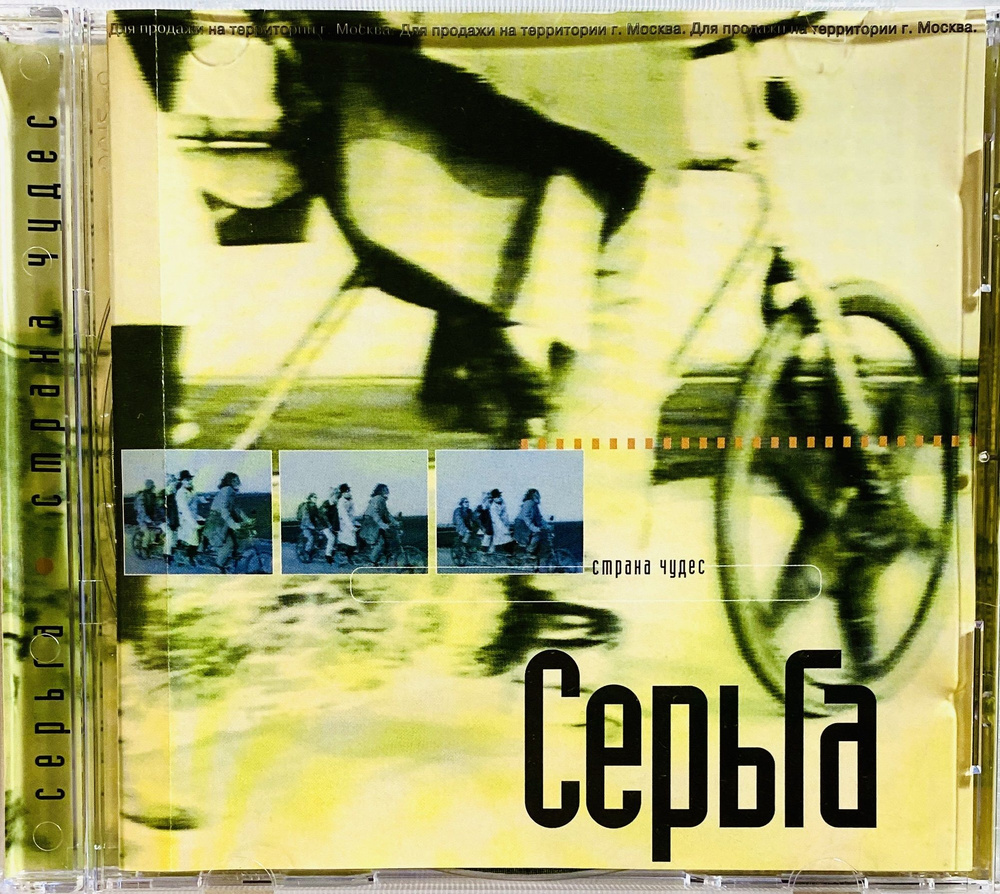 Для продажи на территории г. Москва. Для продажи на территории г. Москва. Для продажи на территории г. Москва.
серьга • страна чудес
страна чудес
Серьга